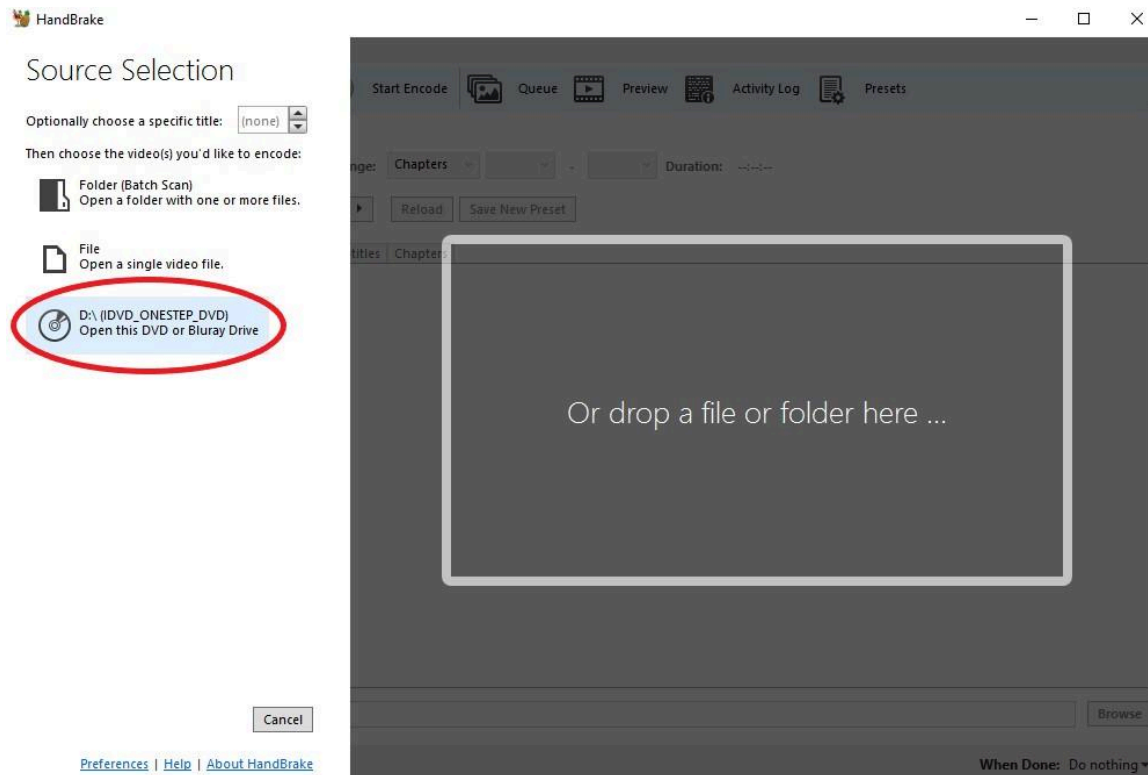 HandBrake
Source Selection
Optionally choose a specific title: (none)
Then choose the video(s) you'd like to encode:
Folder (Batch Scan)
Open a folder with one or more files.
File
Open a single video file.
D:\ (IDVD_ONESTEP_DVD)
Open this DVD or Bluray Drive
Cancel
Preferences | Help | About HandBrake
Start Encode Queue Preview Activity Log Presets
Chapters - Duration: --:--:--
Reload Save New Preset
Chapters
Or drop a file or folder here ...
Browse
When Done: Do nothing